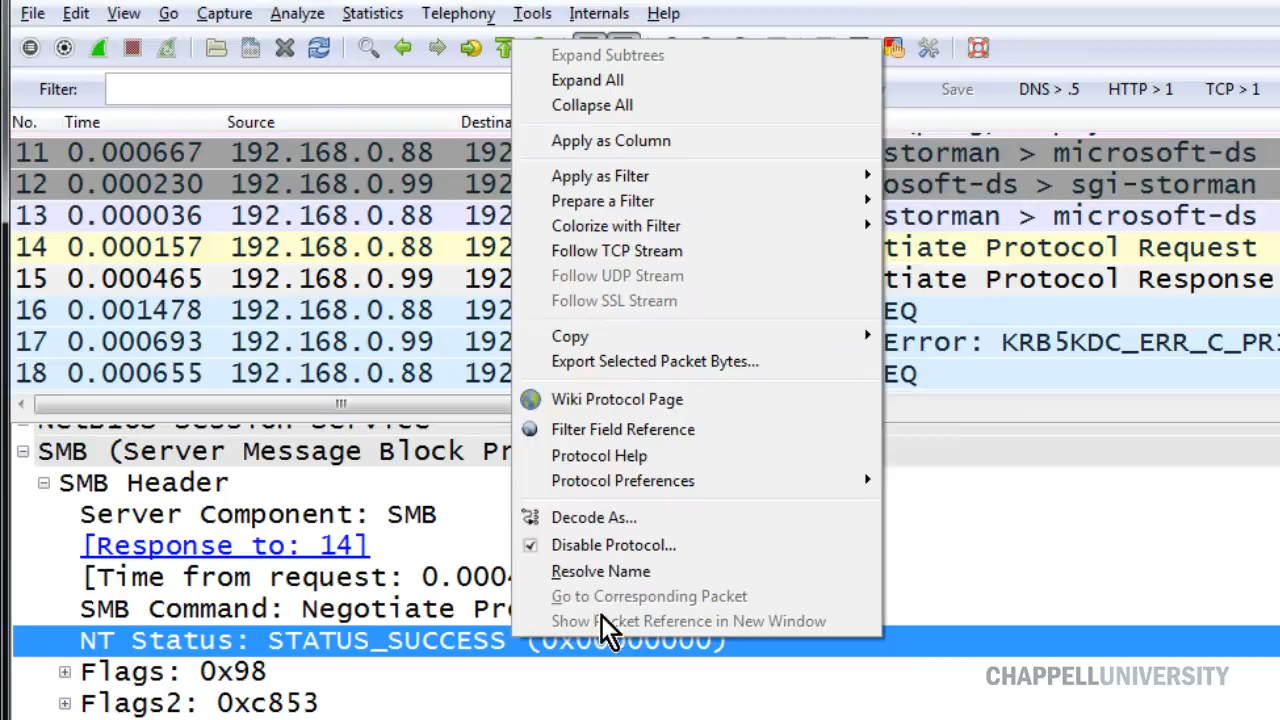 File Edit View Go Capture Analyze Statistics Telephony Tools Internals Help
Filter: Save DNS > .5 HTTP > 1 TCP > 1
No. Time Source Destina
11 0.000667 192.168.0.88 192 storman > microsoft-ds
12 0.000230 192.168.0.99 192 osoft-ds > sgi-storman
13 0.000036 192.168.0.88 192 storman > microsoft-ds
14 0.000157 192.168.0.88 192 tiate Protocol Request
15 0.000465 192.168.0.99 192 tiate Protocol Response
16 0.001478 192.168.0.88 192 EQ
17 0.000693 192.168.0.99 192 Error: KRB5KDC_ERR_C_PRI
18 0.000655 192.168.0.88 192 EQ
Expand Subtrees
Expand All
Collapse All
Apply as Column
Apply as Filter
Prepare a Filter
Colorize with Filter
Follow TCP Stream
Follow UDP Stream
Follow SSL Stream
Copy
Export Selected Packet Bytes...
Wiki Protocol Page
Filter Field Reference
Protocol Help
Protocol Preferences
Decode As...
Disable Protocol...
Resolve Name
Go to Corresponding Packet
Show Packet Reference in New Window
NetBIOS Session Service
SMB (Server Message Block Pr
SMB Header
Server Component: SMB
[Response to: 14]
[Time from request: 0.0004
SMB Command: Negotiate Pro
NT Status: STATUS_SUCCESS (0x00000000)
Flags: 0x98
Flags2: 0xc853
CHAPPELLUNIVERSITY